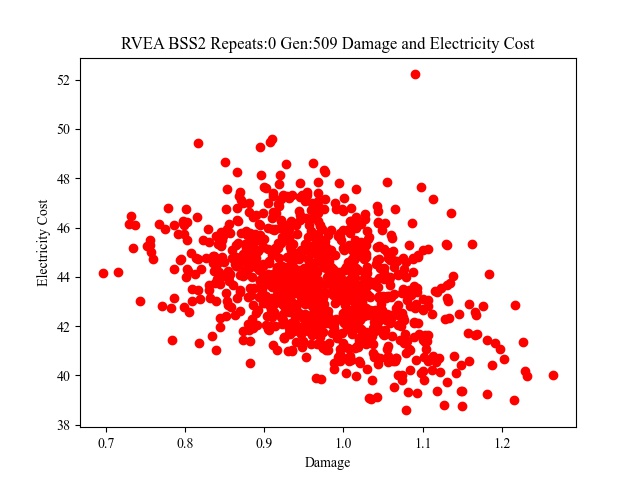 RVEA BSS2 Repeats:0 Gen:509 Damage and Electricity Cost
52
50
48
46
44
42
40
38
Electricity Cost
0.7 0.8 0.9 1.0 1.1 1.2
Damage